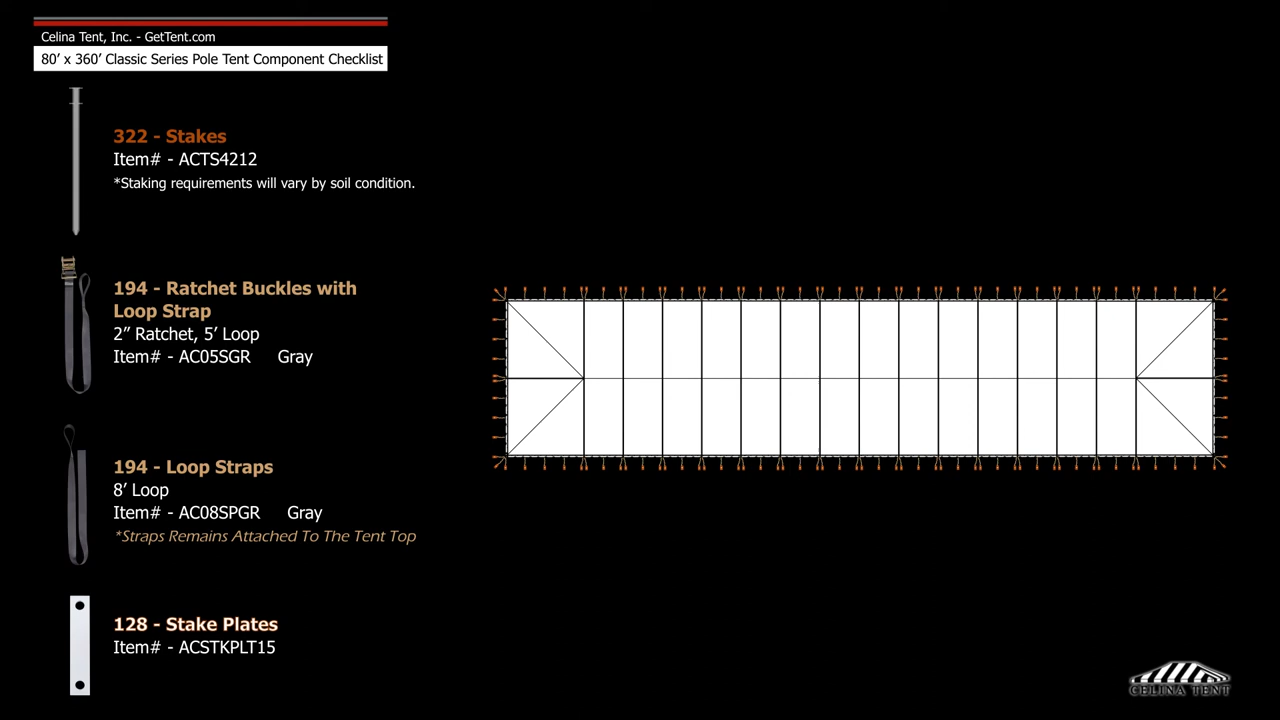 Celina Tent, Inc. - GetTent.com
80’ x 360’ Classic Series Pole Tent Component Checklist
322 - Stakes
Item# - ACTS4212
*Staking requirements will vary by soil condition.
194 - Ratchet Buckles with
Loop Strap
2” Ratchet, 5’ Loop
Item# - AC05SGR Gray
194 - Loop Straps
8’ Loop
Item# - AC08SPGR Gray
*Straps Remains Attached To The Tent Top
128 - Stake Plates
Item# - ACSTKPLT15
CELINA TENT